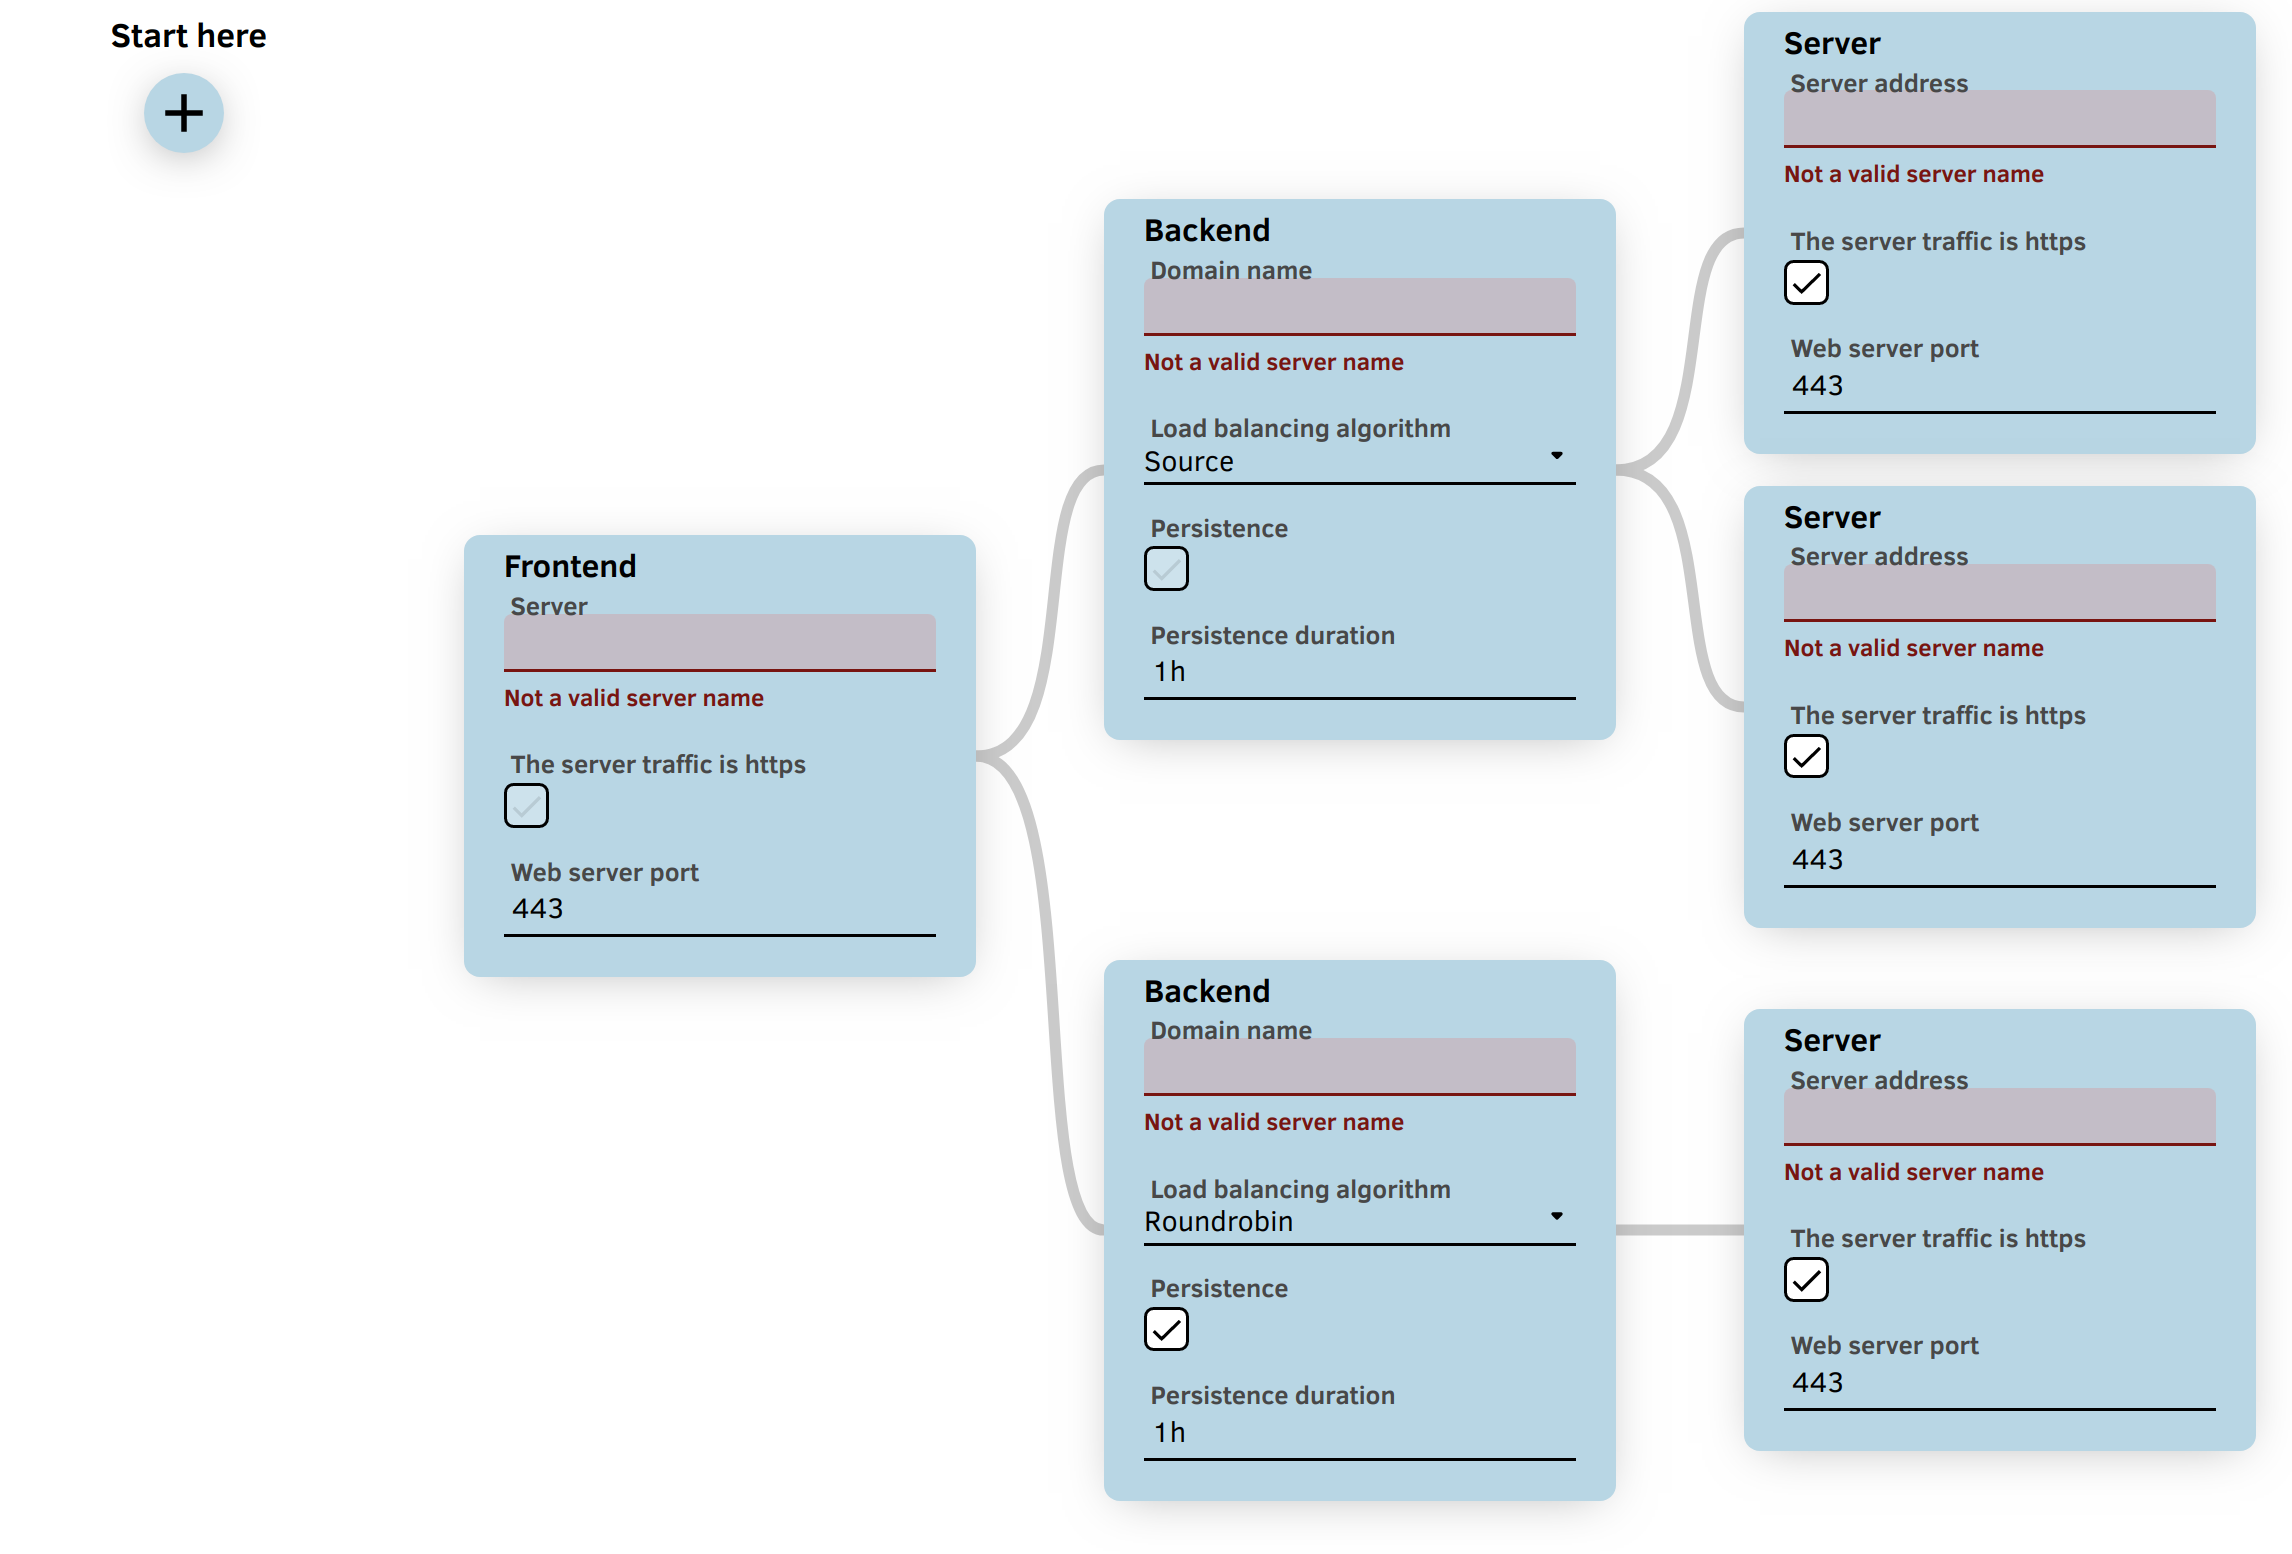 Start here
Frontend
Server
Not a valid server name
The server traffic is https
Web server port
443
Backend
Domain name
Not a valid server name
Load balancing algorithm
Source
Persistence
Persistence duration
1h
Backend
Domain name
Not a valid server name
Load balancing algorithm
Roundrobin
Persistence
Persistence duration
1h
Server
Server address
Not a valid server name
The server traffic is https
Web server port
443
Server
Server address
Not a valid server name
The server traffic is https
Web server port
443
Server
Server address
Not a valid server name
The server traffic is https
Web server port
443